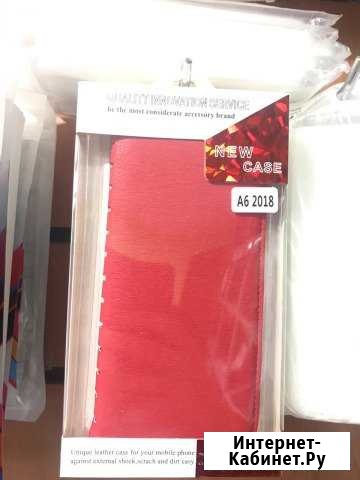 QUALITY INNOVATION SERVICE
be the most considerate accessory brand
NEW
CASE
A6 2018
Unique leather case for your mobile phone
against external shock,scrach and dirt easy
Интернет-
Кабинет.Ру